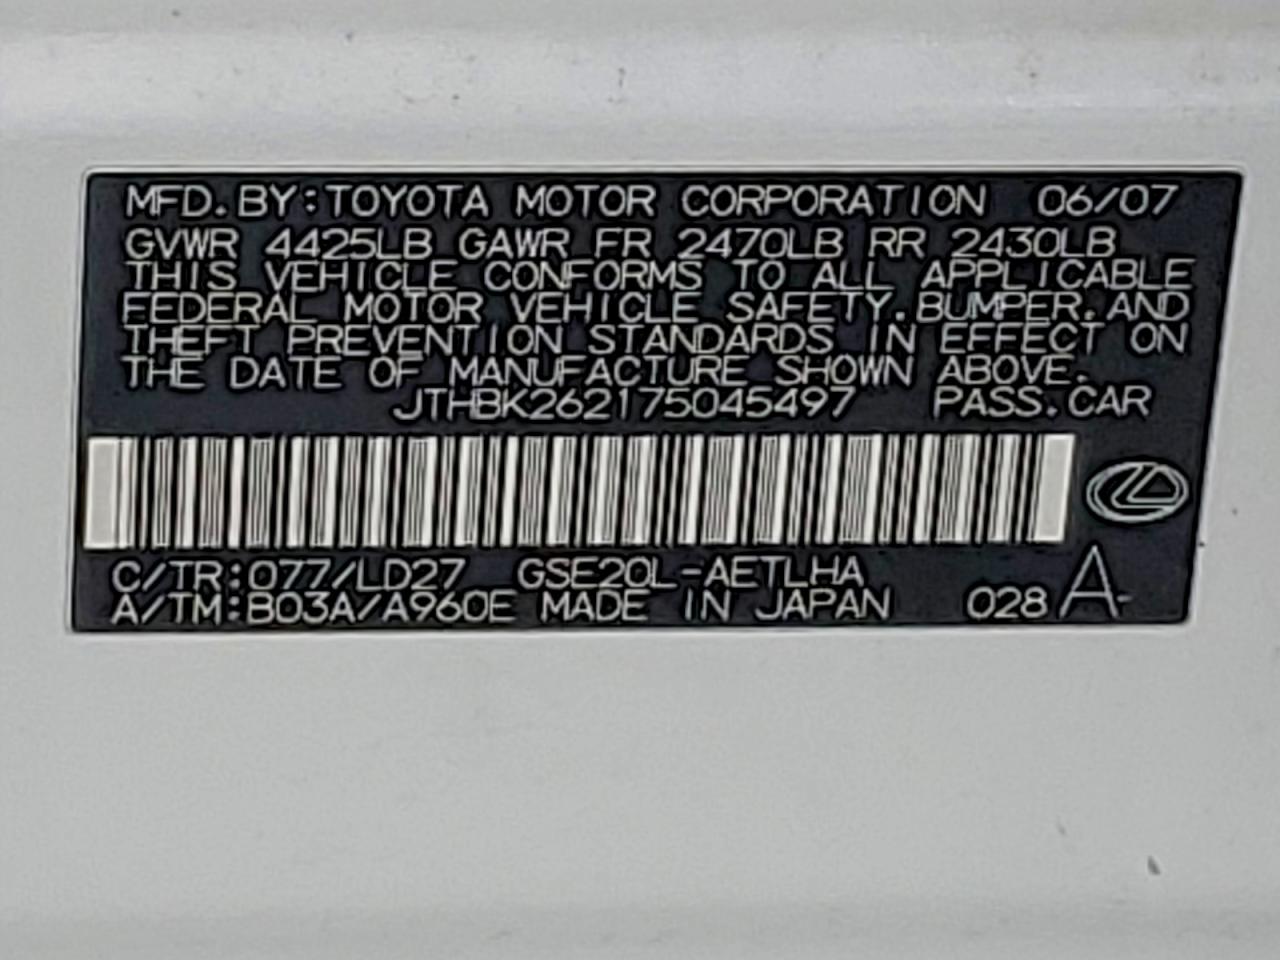 MFD. BY: TOYOTA MOTOR CORPORATION 06/07
GVWR 4425LB GAWR FR 2470LB RR 2430LB
THIS VEHICLE CONFORMS TO ALL APPLICABLE
FEDERAL MOTOR VEHICLE SAFETY, BUMPER, AND
THEFT PREVENTION STANDARDS IN EFFECT ON
THE DATE OF MANUFACTURE SHOWN ABOVE.
JTHBK262175045497 PASS. CAR
C/TR: 077/LD27 GSE20L-AETLHA
A/TM: B03A/A960E MADE IN JAPAN 028 A-